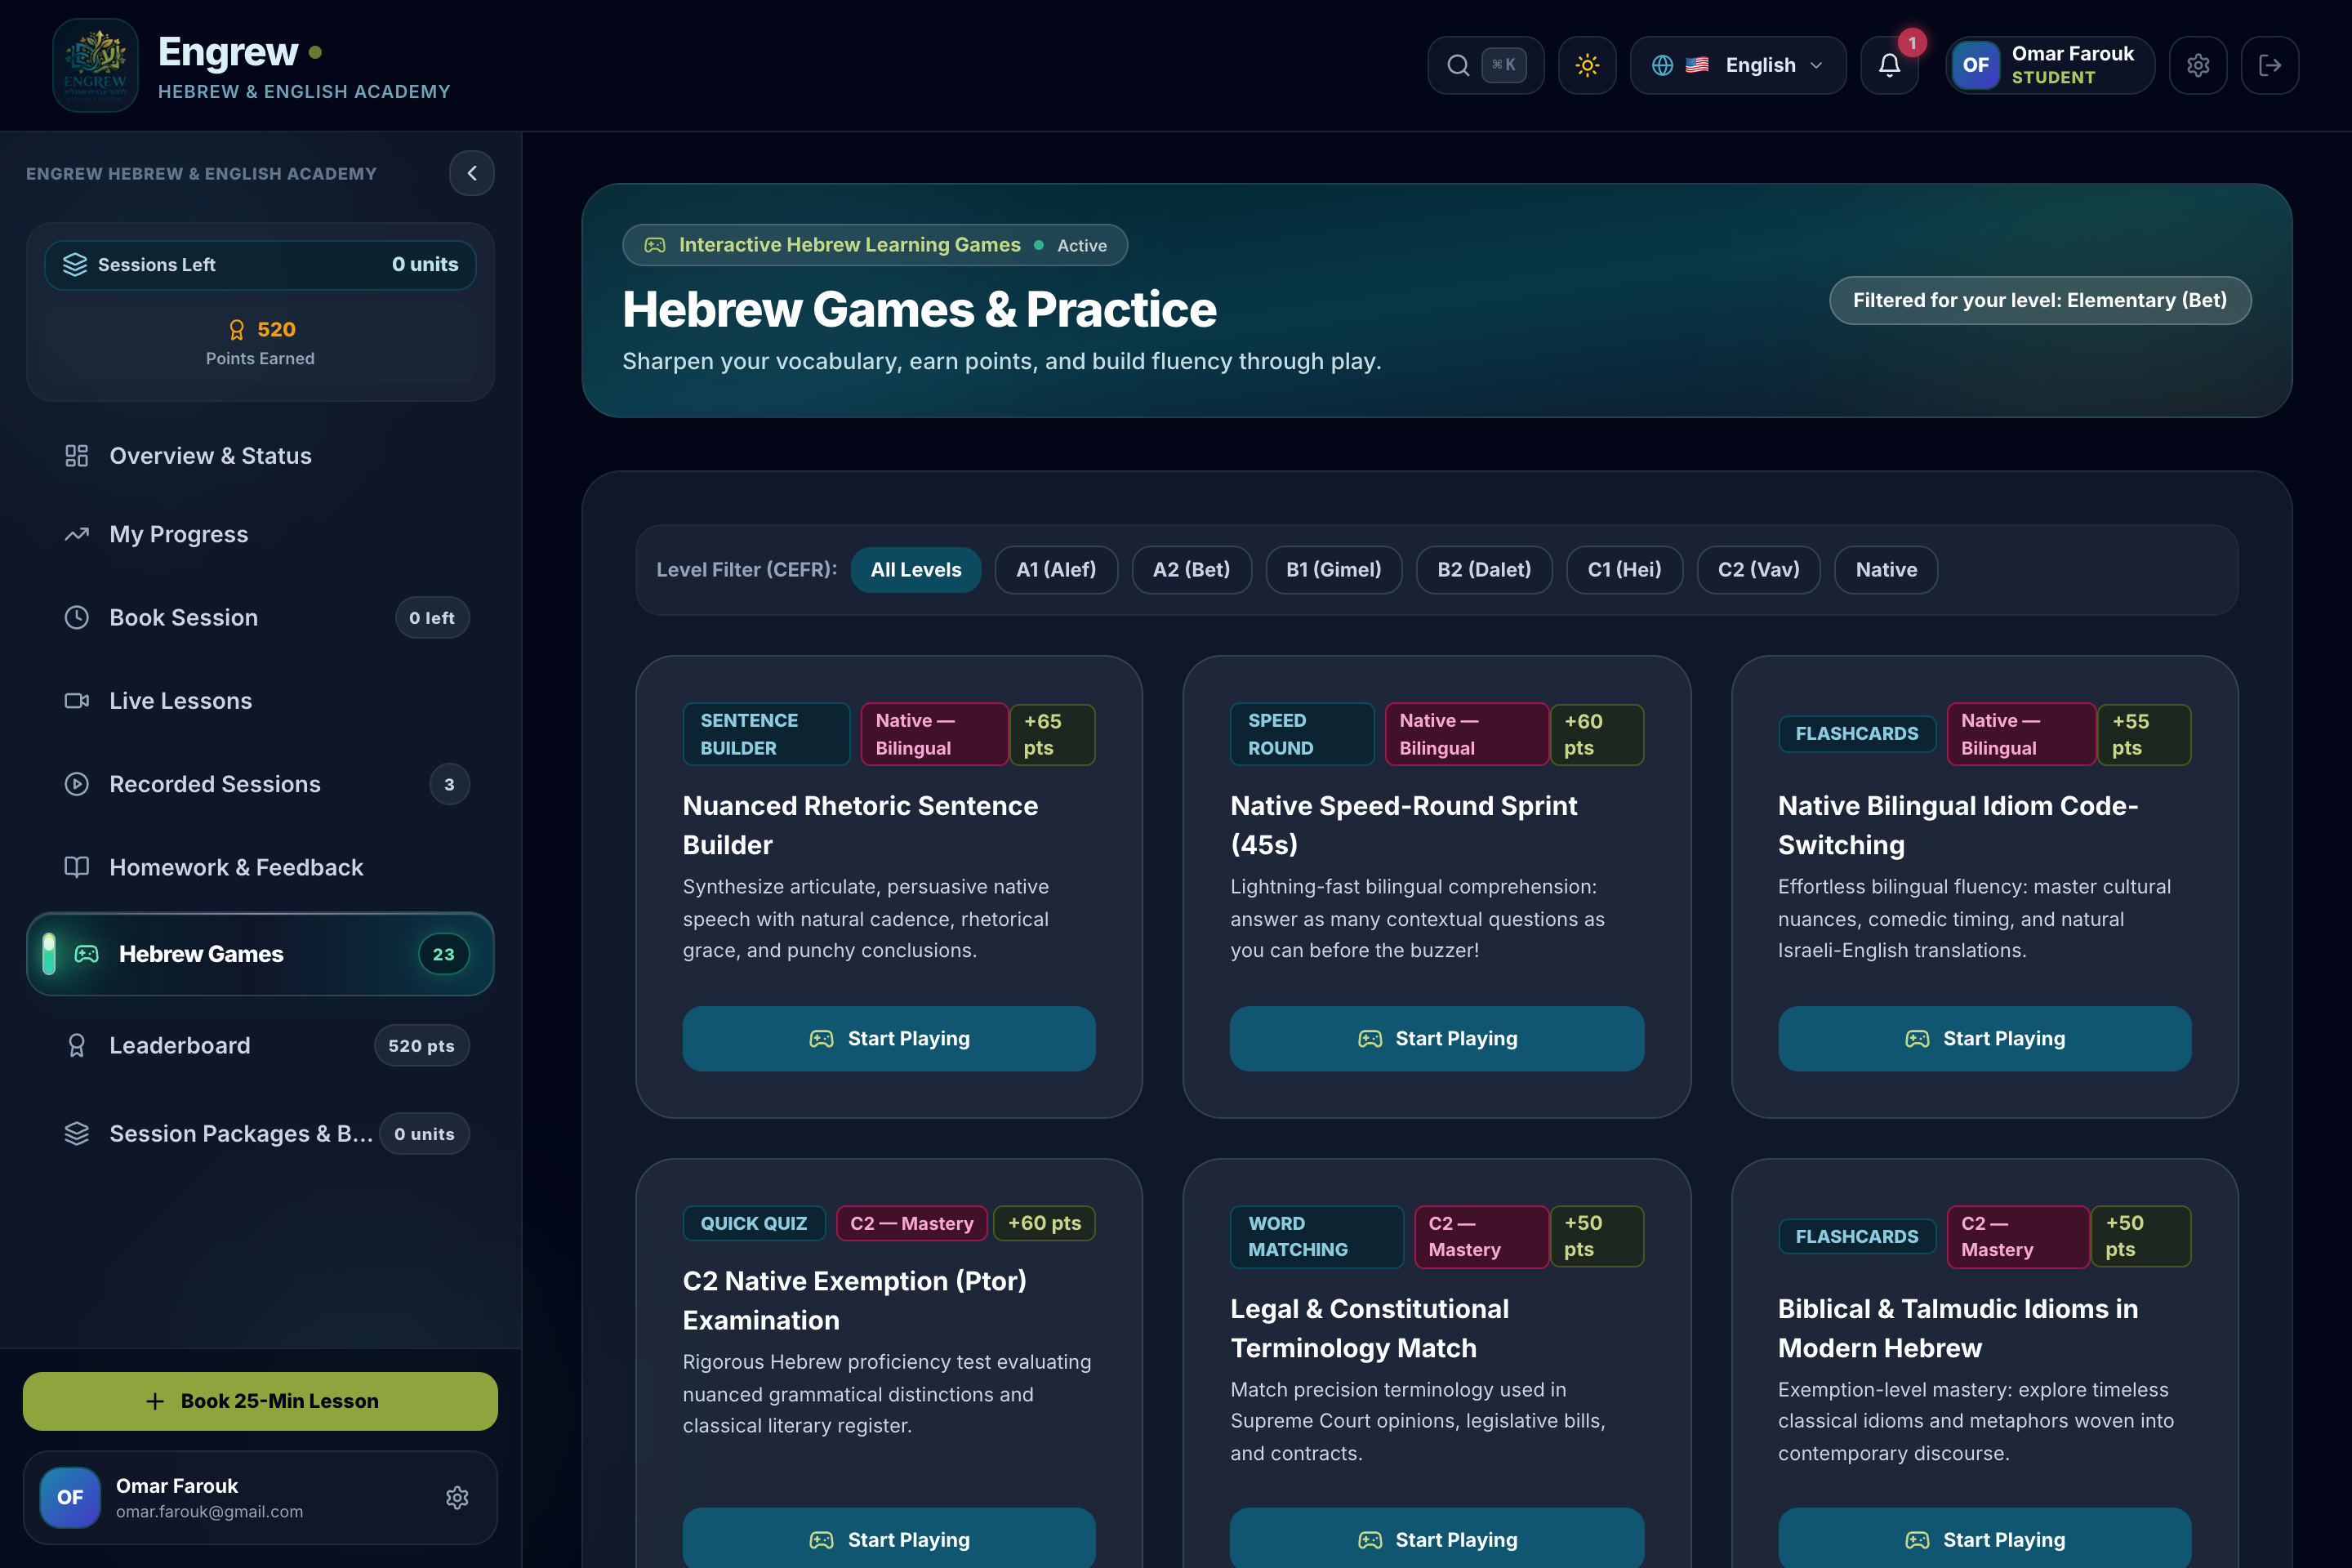 Engrew
HEBREW & ENGLISH ACADEMY
ENGREW
⌘K
English
1
OF
Omar Farouk
STUDENT
ENGREW HEBREW & ENGLISH ACADEMY
Sessions Left
0 units
520
Points Earned
Overview & Status
My Progress
Book Session
0 left
Live Lessons
Recorded Sessions
3
Homework & Feedback
Hebrew Games
23
Leaderboard
520 pts
Session Packages & B...
0 units
Book 25-Min Lesson
OF
Omar Farouk
omar.farouk@gmail.com
Interactive Hebrew Learning Games
Active
Hebrew Games & Practice
Sharpen your vocabulary, earn points, and build fluency through play.
Filtered for your level: Elementary (Bet)
Level Filter (CEFR):
All Levels
A1 (Alef)
A2 (Bet)
B1 (Gimel)
B2 (Dalet)
C1 (Hei)
C2 (Vav)
Native
SENTENCE
BUILDER
Native —
Bilingual
+65
pts
Nuanced Rhetoric Sentence
Builder
Synthesize articulate, persuasive native
speech with natural cadence, rhetorical
grace, and punchy conclusions.
Start Playing
SPEED
ROUND
Native —
Bilingual
+60
pts
Native Speed-Round Sprint
(45s)
Lightning-fast bilingual comprehension:
answer as many contextual questions as
you can before the buzzer!
Start Playing
FLASHCARDS
Native —
Bilingual
+55
pts
Native Bilingual Idiom Code-
Switching
Effortless bilingual fluency: master cultural
nuances, comedic timing, and natural
Israeli-English translations.
Start Playing
QUICK QUIZ
C2 — Mastery
+60 pts
C2 Native Exemption (Ptor)
Examination
Rigorous Hebrew proficiency test evaluating
nuanced grammatical distinctions and
classical literary register.
Start Playing
WORD
MATCHING
C2 —
Mastery
+50
pts
Legal & Constitutional
Terminology Match
Match precision terminology used in
Supreme Court opinions, legislative bills,
and contracts.
Start Playing
FLASHCARDS
C2 —
Mastery
+50
pts
Biblical & Talmudic Idioms in
Modern Hebrew
Exemption-level mastery: explore timeless
classical idioms and metaphors woven into
contemporary discourse.
Start Playing